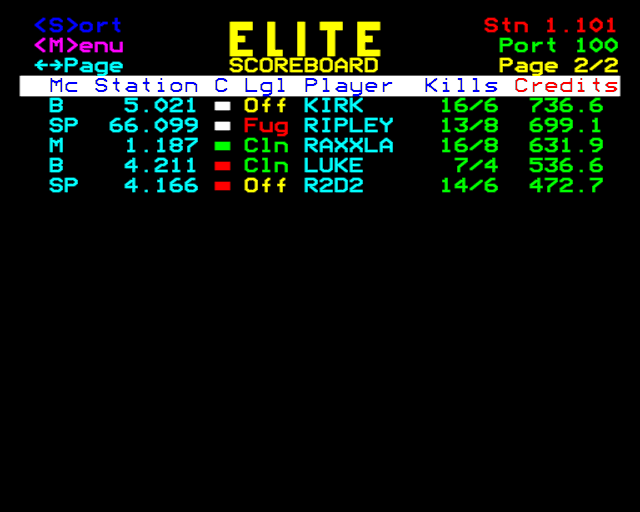 <S>ort ELITE Stn 1.101
<M>enu Port 100
←→Page SCOREBOARD Page 2/2
Mc Station C Lgl Player Kills Credits
B 5.021 Off KIRK 16/6 736.6
SP 66.099 Fug RIPLEY 13/8 699.1
M 1.187 Cln RAXXLA 16/8 631.9
B 4.211 Cln LUKE 7/4 536.6
SP 4.166 Off R2D2 14/6 472.7